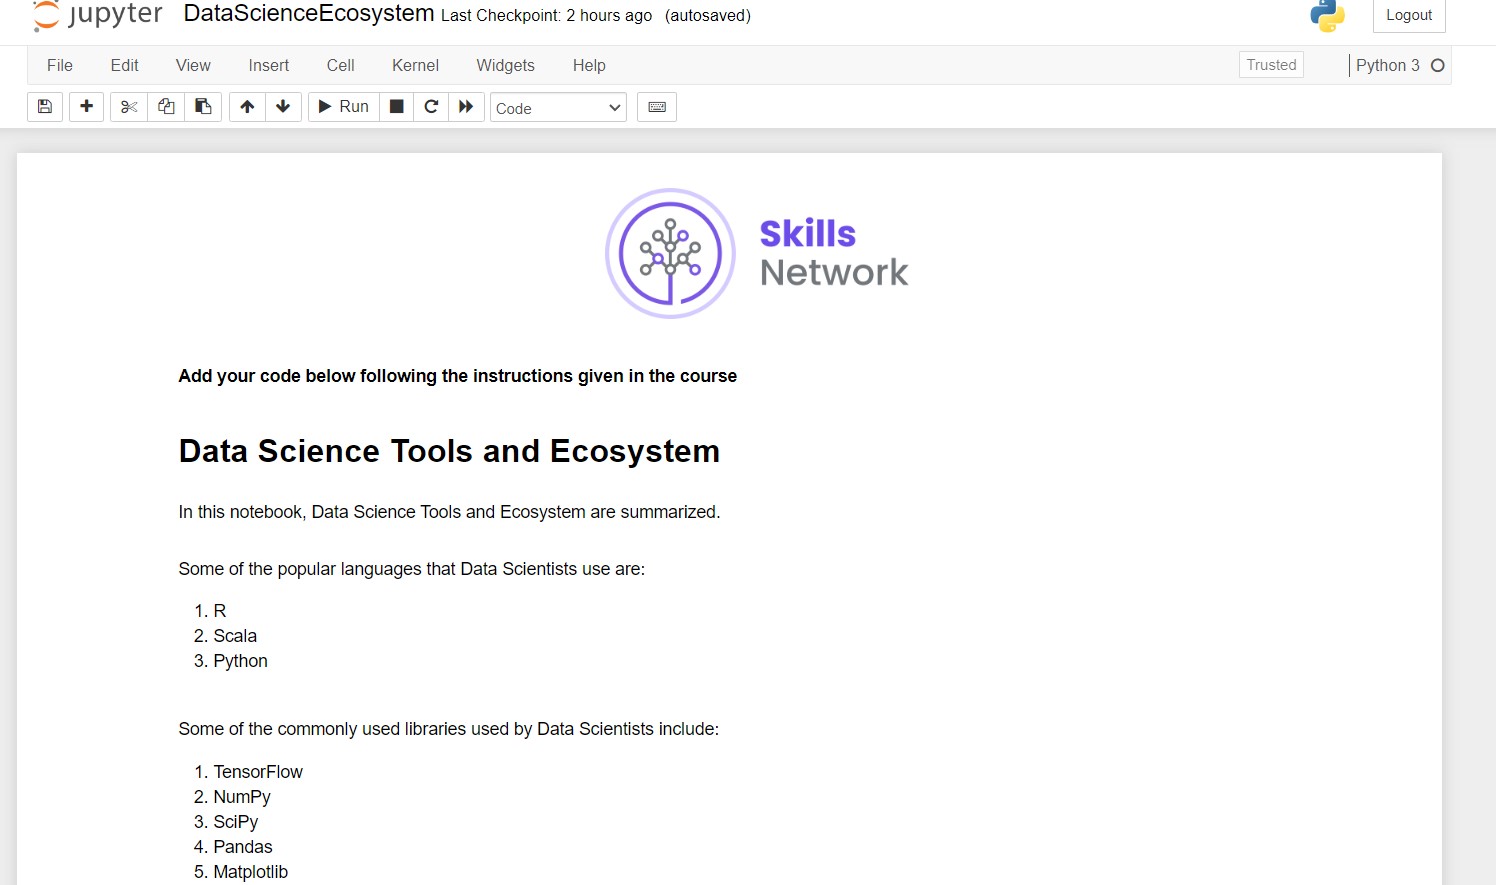 jupyter DataScienceEcosystem Last Checkpoint: 2 hours ago (autosaved) Logout
File Edit View Insert Cell Kernel Widgets Help Trusted Python 3
Run Code
Skills
Network
Add your code below following the instructions given in the course
Data Science Tools and Ecosystem
In this notebook, Data Science Tools and Ecosystem are summarized.
Some of the popular languages that Data Scientists use are:
1. R
2. Scala
3. Python
Some of the commonly used libraries used by Data Scientists include:
1. TensorFlow
2. NumPy
3. SciPy
4. Pandas
5. Matplotlib